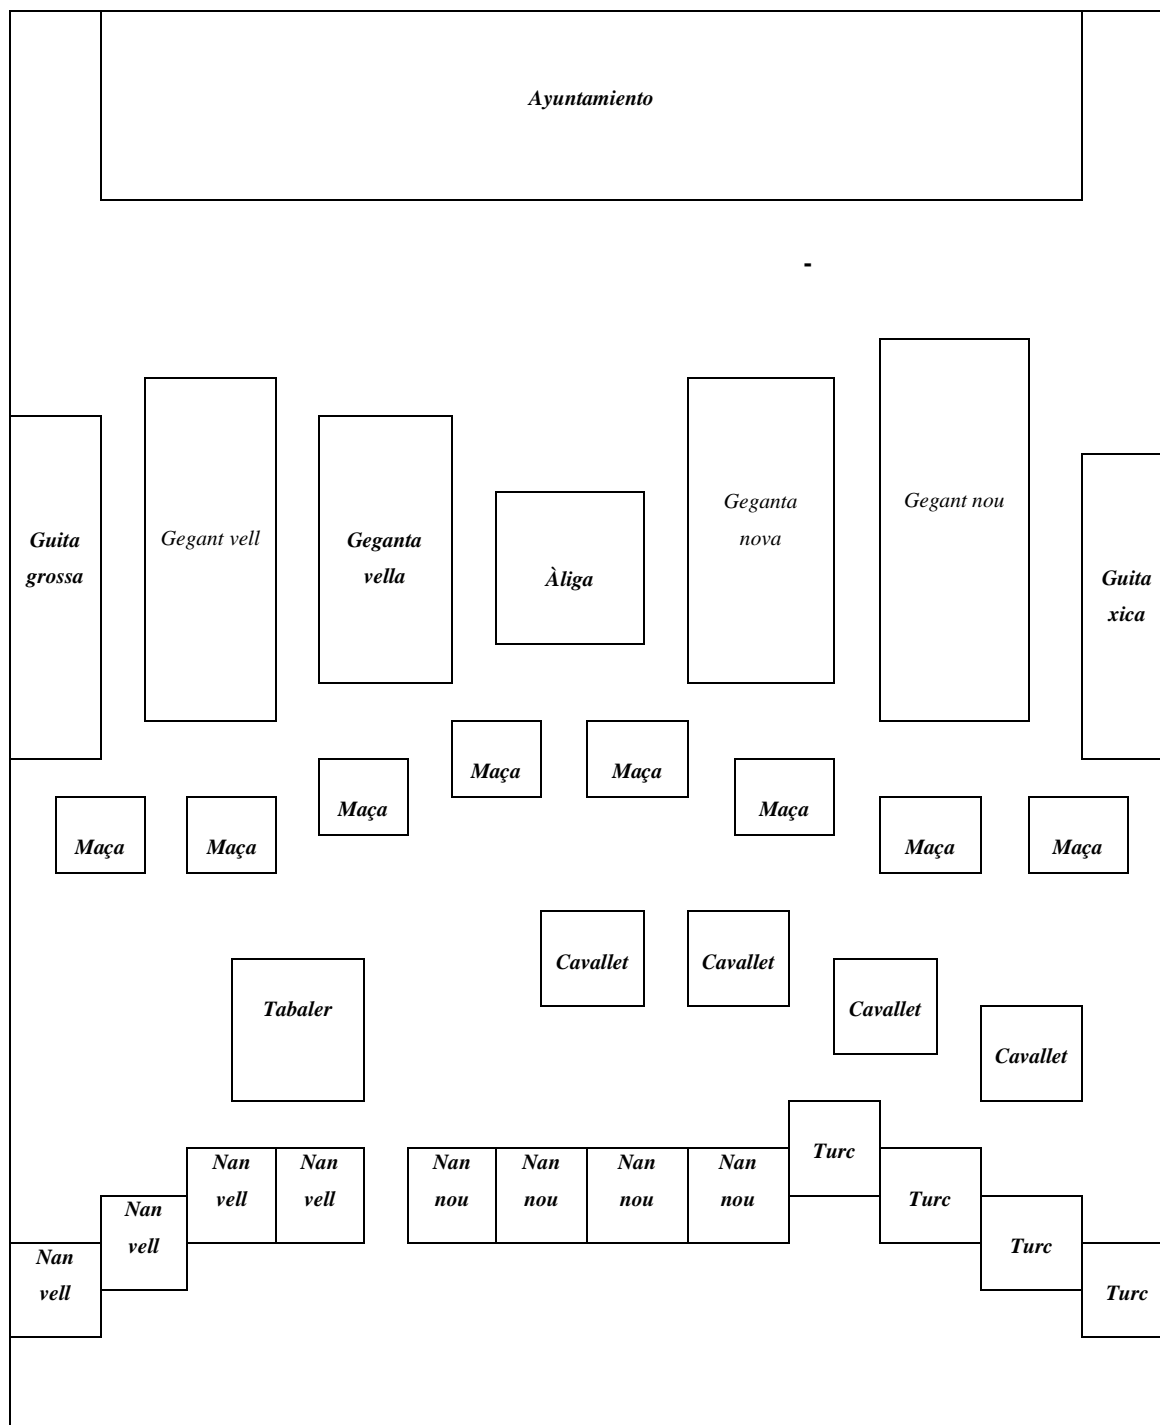 Ayuntamiento
-
Guita
grossa
Gegant vell
Geganta
vella
Àliga
Geganta
nova
Gegant nou
Guita
xica
Maça
Maça
Maça
Maça
Maça
Maça
Maça
Maça
Tabaler
Cavallet
Cavallet
Cavallet
Cavallet
Nan
vell
Nan
vell
Nan
vell
Nan
vell
Nan
nou
Nan
nou
Nan
nou
Nan
nou
Turc
Turc
Turc
Turc